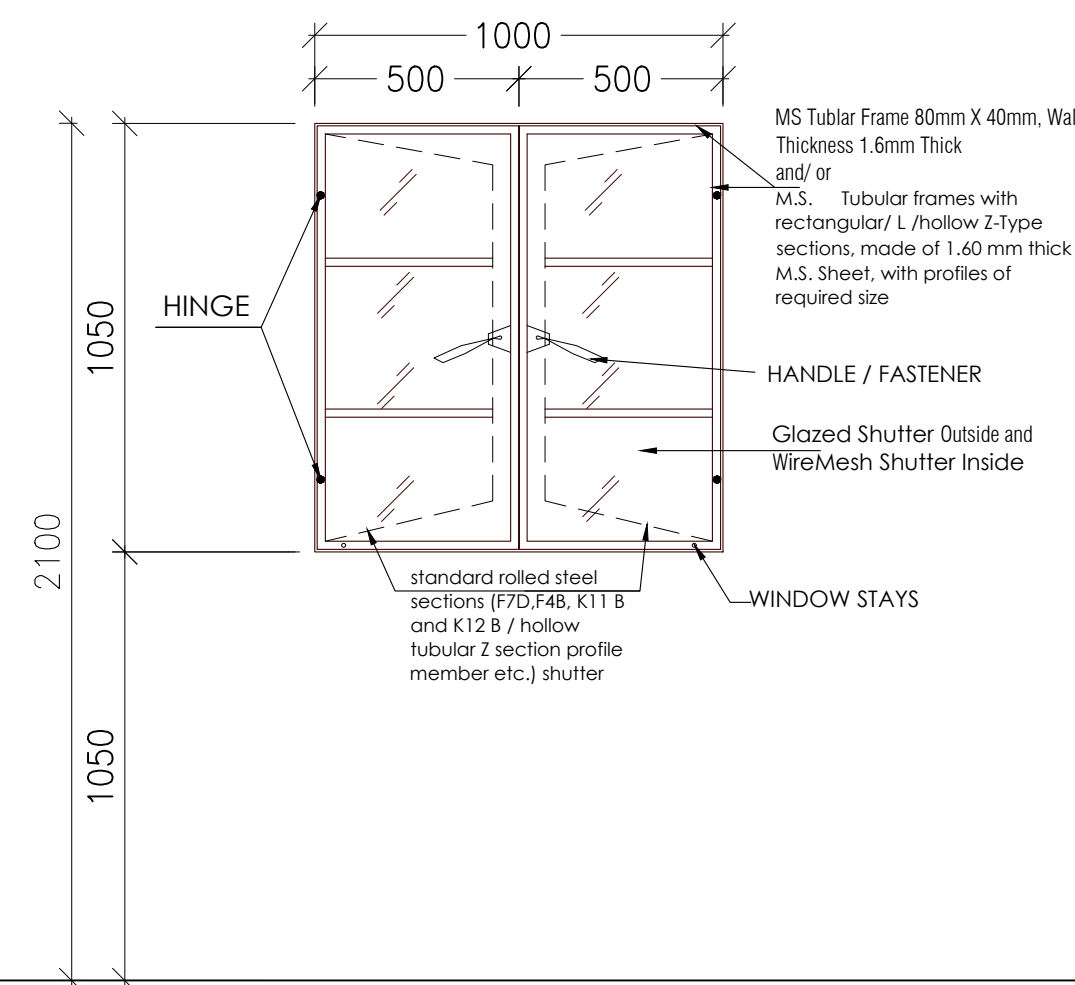 1000
500
500
MS Tublar Frame 80mm X 40mm, Wal
Thickness 1.6mm Thick
and/ or
M.S. Tubular frames with
rectangular/ L /hollow Z-Type
sections, made of 1.60 mm thick
M.S. Sheet, with profiles of
required size
HINGE
1050
HANDLE / FASTENER
Glazed Shutter Outside and
WireMesh Shutter Inside
2100
standard rolled steel
sections (F7D,F4B, K11 B
and K12 B / hollow
tubular Z section profile
member etc.) shutter
WINDOW STAYS
1050